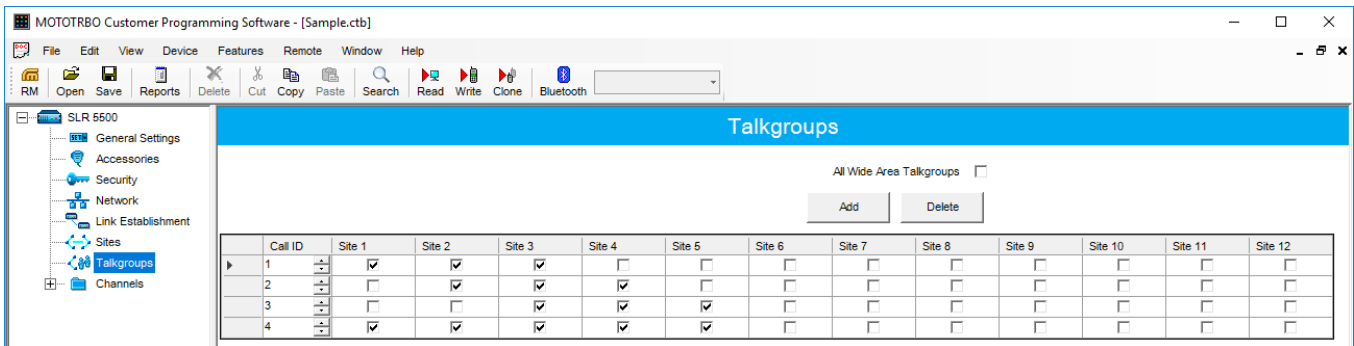 MOTOTRBO Customer Programming Software - [Sample.ctb]
File Edit View Device Features Remote Window Help
RM Open Save Reports Delete Cut Copy Paste Search Read Write Clone Bluetooth
SLR 5500
General Settings
Accessories
Security
Network
Link Establishment
Sites
Talkgroups
Channels
Talkgroups
All Wide Area Talkgroups
Add Delete
Call ID Site 1 Site 2 Site 3 Site 4 Site 5 Site 6 Site 7 Site 8 Site 9 Site 10 Site 11 Site 12
1
2
3
4